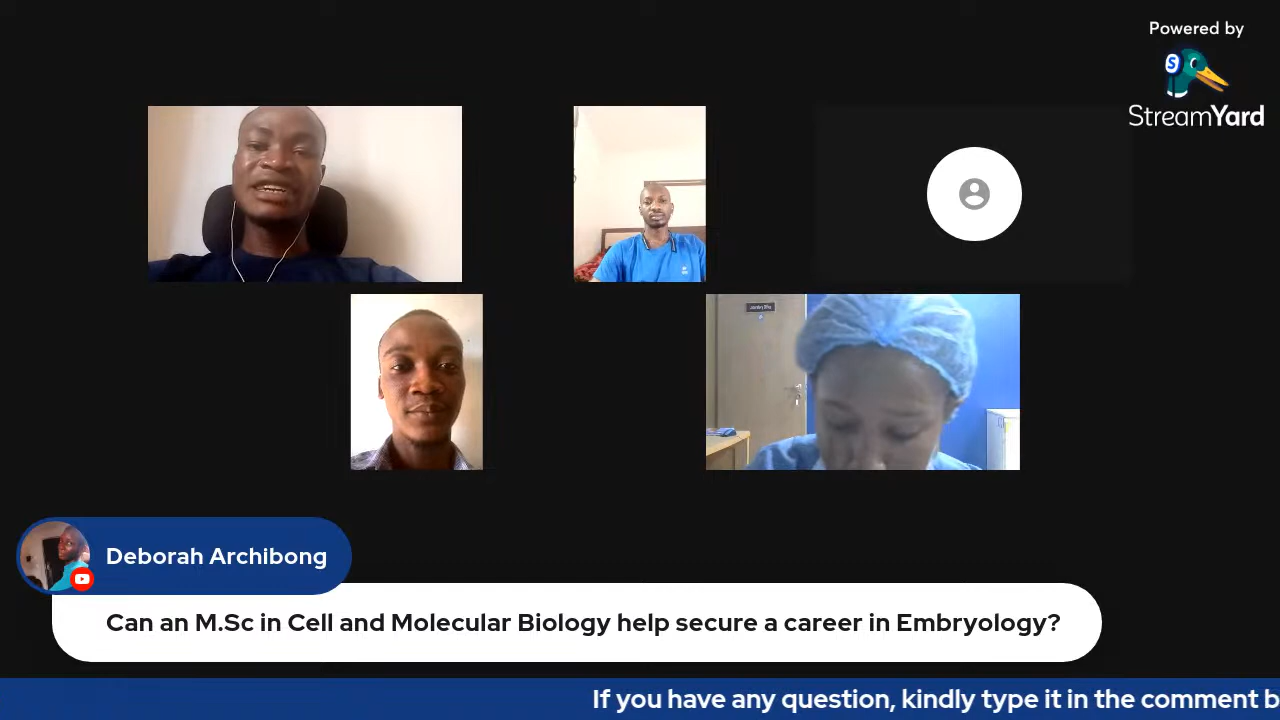 Powered by
StreamYard
Deborah Archibong
Can an M.Sc in Cell and Molecular Biology help secure a career in Embryology?
If you have any question, kindly type it in the comment b